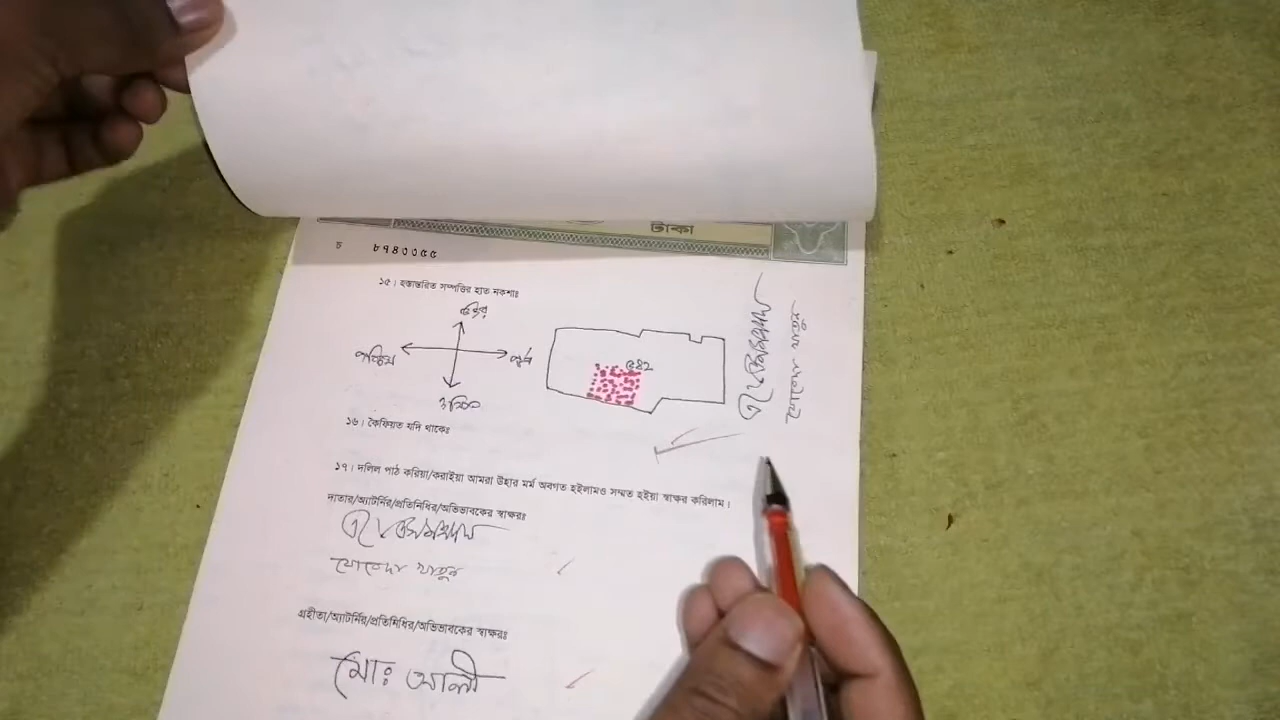 টাকা
৮ ৮৭৪০০৫৫
১৫। হস্তান্তরিত সম্পত্তির হাত নকশাঃ
উত্তর
পশ্চিম পূর্ব
দক্ষিণ
৫৪২
১৬। কৈফিয়ত যদি থাকেঃ
১৭। দলিল পাঠ করিয়া/করাইয়া আমরা উহার মর্ম অবগত হইলামও সম্মত হইয়া স্বাক্ষর করিলাম।
দাতার/অ্যাটর্নির/প্রতিনিধির/অভিভাবকের স্বাক্ষরঃ
যোবেদা খাতুন
গ্রহীতা/অ্যাটর্নির/প্রতিনিধির/অভিভাবকের স্বাক্ষরঃ
মোঃ আলী
যোবেদা খাতুন